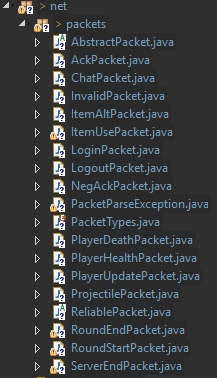 > net
> packets
AbstractPacket.java
AckPacket.java
ChatPacket.java
InvalidPacket.java
ItemAltPacket.java
ItemUsePacket.java
LoginPacket.java
LogoutPacket.java
NegAckPacket.java
PacketParseException.java
PacketTypes.java
PlayerDeathPacket.java
PlayerHealthPacket.java
PlayerUpdatePacket.java
ProjectilePacket.java
ReliablePacket.java
RoundEndPacket.java
RoundStartPacket.java
ServerEndPacket.java